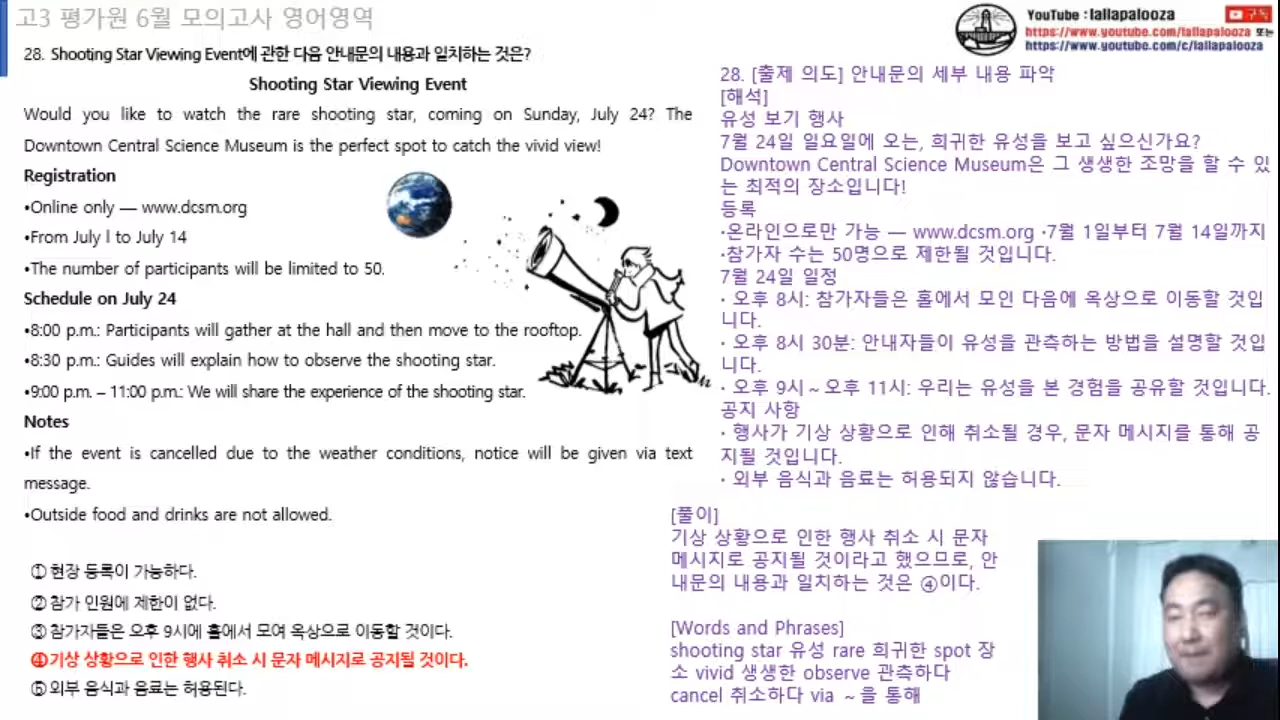 고3 평가원 6월 모의고사 영어영역
YouTube : lallapalooza
구독
https://www.youtube.com/lallapalooza 또는
https://www.youtube.com/c/lallapalooza
28. Shooting Star Viewing Event에 관한 다음 안내문의 내용과 일치하는 것은?
Shooting Star Viewing Event
Would you like to watch the rare shooting star, coming on Sunday, July 24? The
Downtown Central Science Museum is the perfect spot to catch the vivid view!
Registration
•Online only — www.dcsm.org
•From July l to July 14
•The number of participants will be limited to 50.
Schedule on July 24
•8:00 p.m.: Participants will gather at the hall and then move to the rooftop.
•8:30 p.m.: Guides will explain how to observe the shooting star.
•9:00 p.m. – 11:00 p.m.: We will share the experience of the shooting star.
Notes
•If the event is cancelled due to the weather conditions, notice will be given via text
message.
•Outside food and drinks are not allowed.
① 현장 등록이 가능하다.
② 참가 인원에 제한이 없다.
③ 참가자들은 오후 9시에 홀에서 모여 옥상으로 이동할 것이다.
④ 기상 상황으로 인한 행사 취소 시 문자 메시지로 공지될 것이다.
⑤ 외부 음식과 음료는 허용된다.
28. [출제 의도] 안내문의 세부 내용 파악
[해석]
유성 보기 행사
7월 24일 일요일에 오는, 희귀한 유성을 보고 싶으신가요?
Downtown Central Science Museum은 그 생생한 조망을 할 수 있
는 최적의 장소입니다!
등록
·온라인으로만 가능 — www.dcsm.org ·7월 1일부터 7월 14일까지
·참가자 수는 50명으로 제한될 것입니다.
7월 24일 일정
· 오후 8시: 참가자들은 홀에서 모인 다음에 옥상으로 이동할 것입
니다.
· 오후 8시 30분: 안내자들이 유성을 관측하는 방법을 설명할 것입
니다.
· 오후 9시 ~ 오후 11시: 우리는 유성을 본 경험을 공유할 것입니다.
공지 사항
· 행사가 기상 상황으로 인해 취소될 경우, 문자 메시지를 통해 공
지될 것입니다.
· 외부 음식과 음료는 허용되지 않습니다.
[풀이]
기상 상황으로 인한 행사 취소 시 문자
메시지로 공지될 것이라고 했으므로, 안
내문의 내용과 일치하는 것은 ④이다.
[Words and Phrases]
shooting star 유성 rare 희귀한 spot 장
소 vivid 생생한 observe 관측하다
cancel 취소하다 via ~을 통해